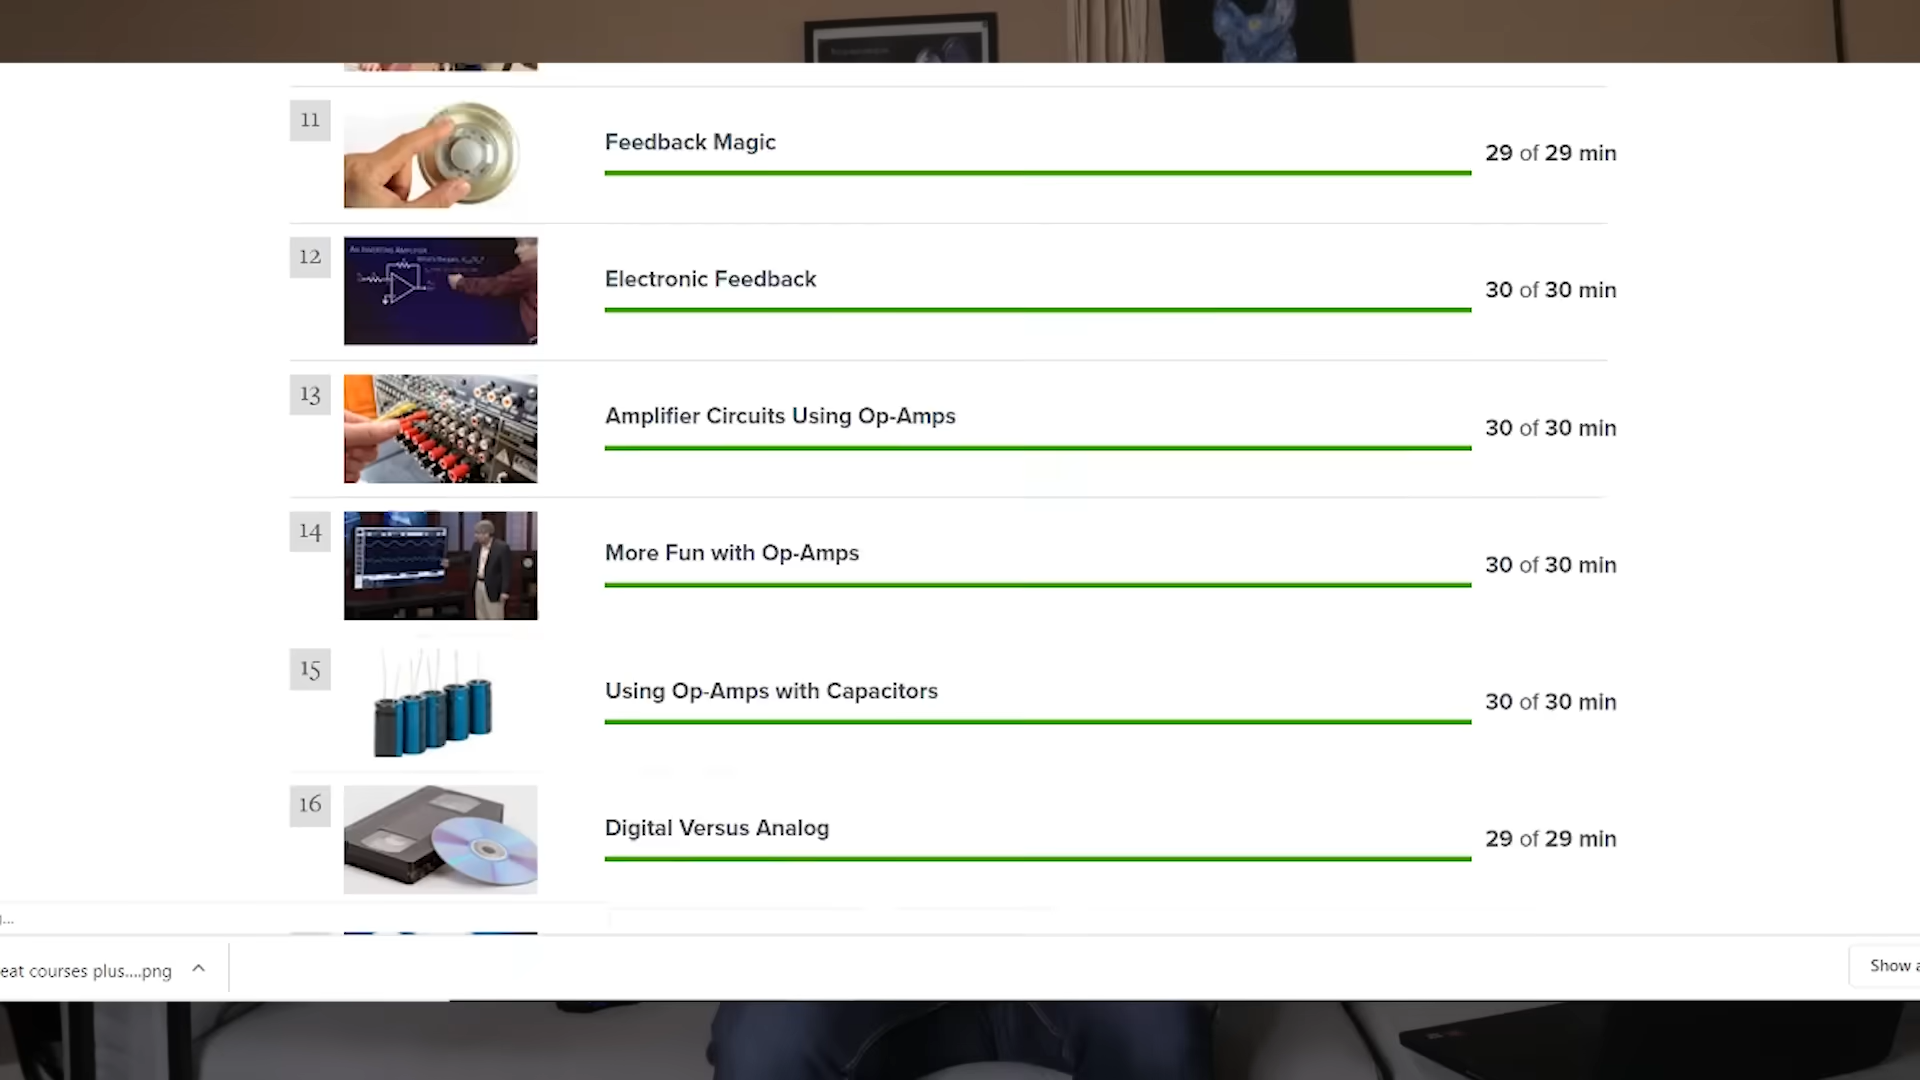 11
Feedback Magic
29 of 29 min
12
AN INVERTING AMPLIFIER
Electronic Feedback
30 of 30 min
13
Amplifier Circuits Using Op-Amps
30 of 30 min
14
More Fun with Op-Amps
30 of 30 min
15
Using Op-Amps with Capacitors
30 of 30 min
16
Digital Versus Analog
29 of 29 min
g...
eat courses plus....png
Show a